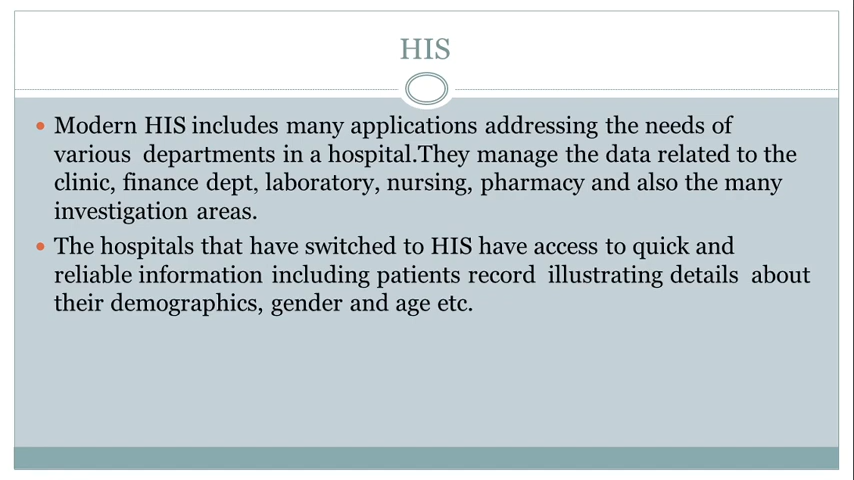 HIS
• Modern HIS includes many applications addressing the needs of
various departments in a hospital.They manage the data related to the
clinic, finance dept, laboratory, nursing, pharmacy and also the many
investigation areas.
• The hospitals that have switched to HIS have access to quick and
reliable information including patients record illustrating details about
their demographics, gender and age etc.